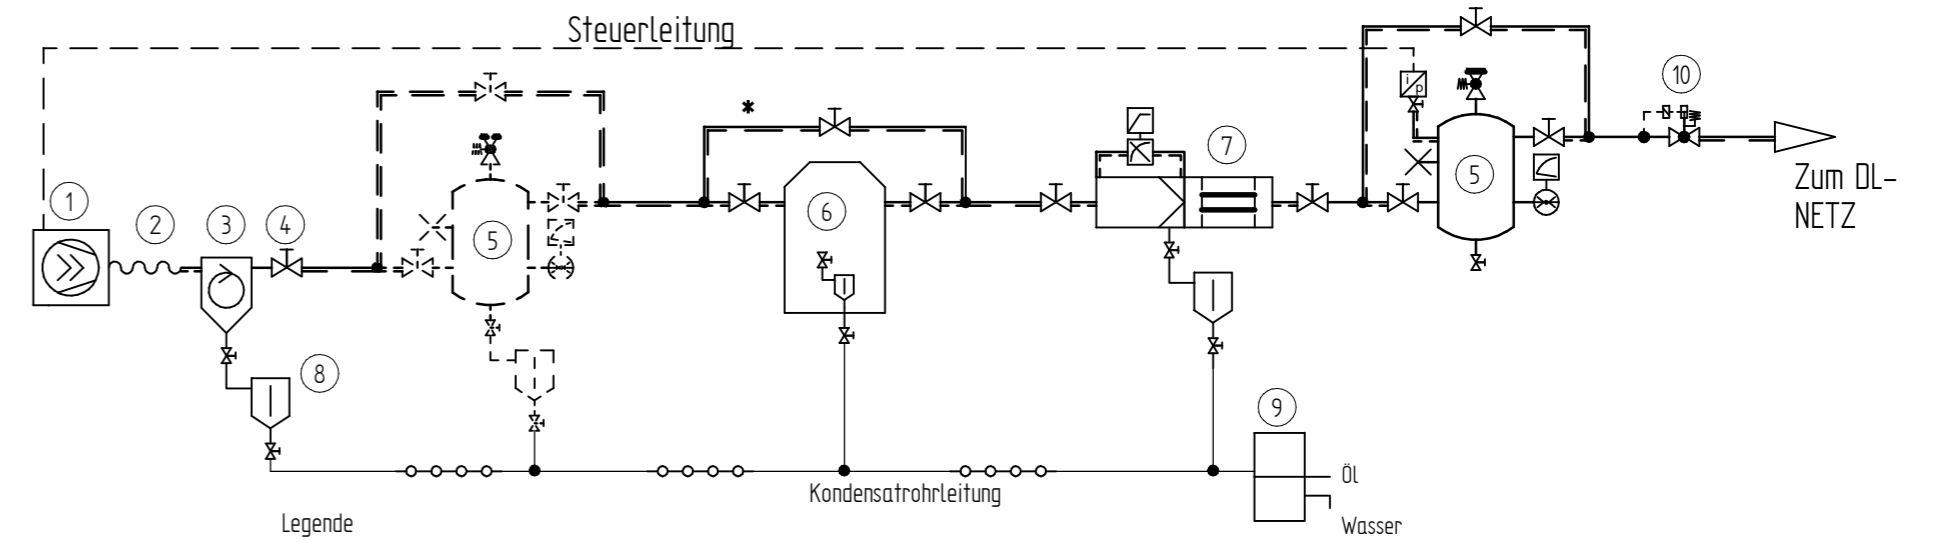 Steuerleitung
10
i
p
1
2
3
4
*
5
6
7
5
Zum DL-
NETZ
8
9
Öl
Kondensatrohrleitung
Legende
Wasser